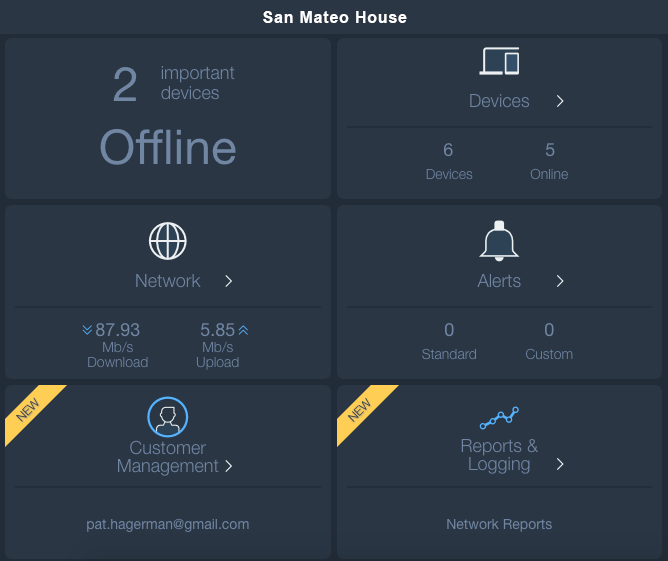 San Mateo House
2 important
devices
Offline
Devices
6 5
Devices Online
Network
87.93 5.85
Mb/s Mb/s
Download Upload
Alerts
0 0
Standard Custom
NEW
Customer
Management
pat.hagerman@gmail.com
NEW
Reports &
Logging
Network Reports